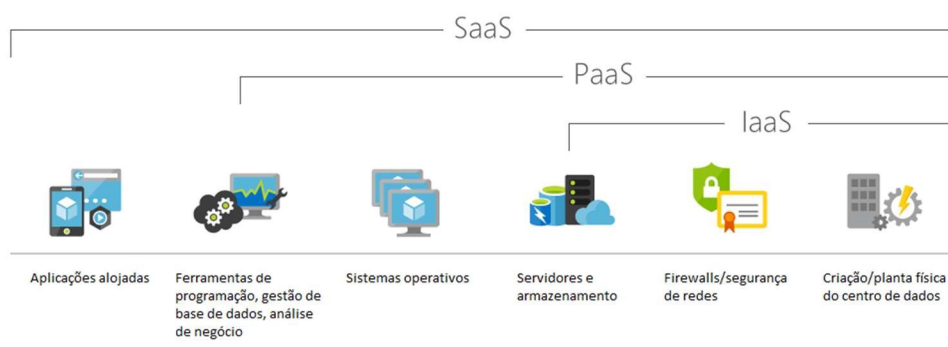 SaaS
PaaS
IaaS
Aplicações alojadas
Ferramentas de
programação, gestão de
base de dados, análise
de negócio
Sistemas operativos
Servidores e
armazenamento
Firewalls/segurança
de redes
Criação/planta física
do centro de dados